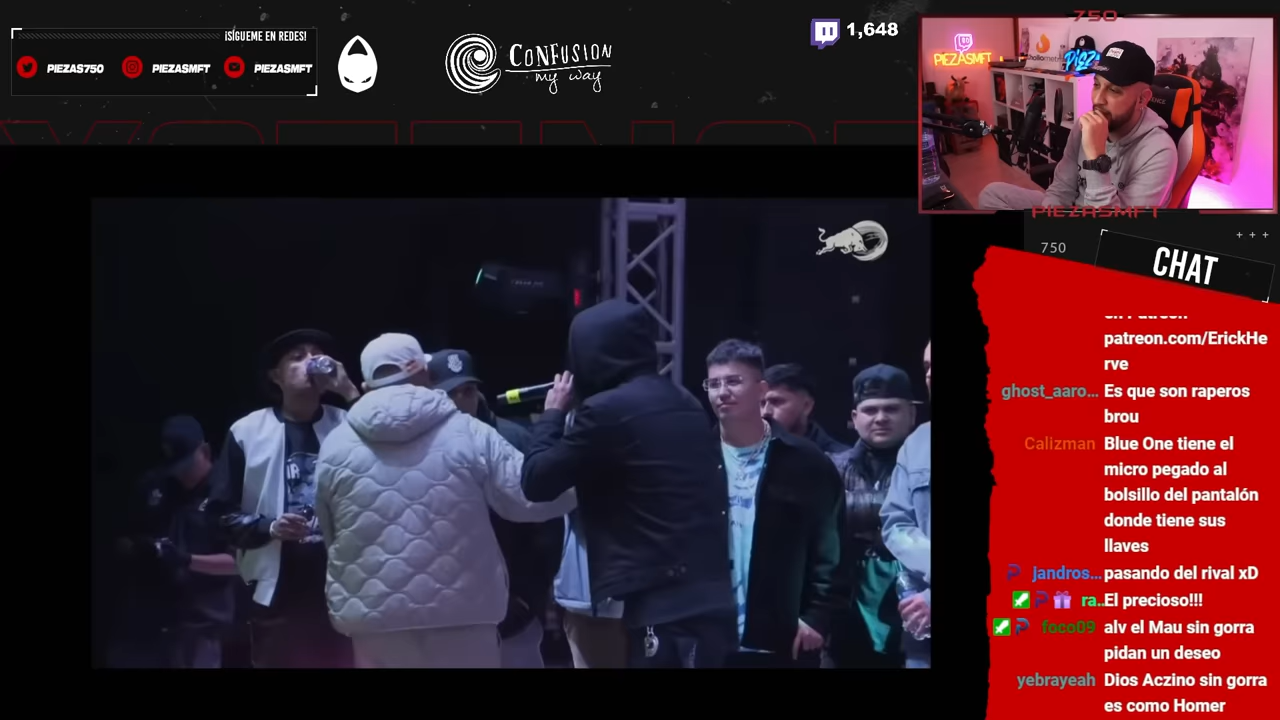 ¡SÍGUEME EN REDES!
PIEZAS750
PIEZASMFT
PIEZASMFT
CONFUSION
my way
1,648
750
PIEZASMFT
PIEZASMFT
750
CHAT
patreon.com/ErickHe
rve
ghost_aaro... Es que son raperos
brou
Calizman Blue One tiene el
micro pegado al
bolsillo del pantalón
donde tiene sus
llaves
jandros... pasando del rival xD
ra.. El precioso!!!
foco09 alv el Mau sin gorra
pidan un deseo
yebrayeah Dios Aczino sin gorra
es como Homer